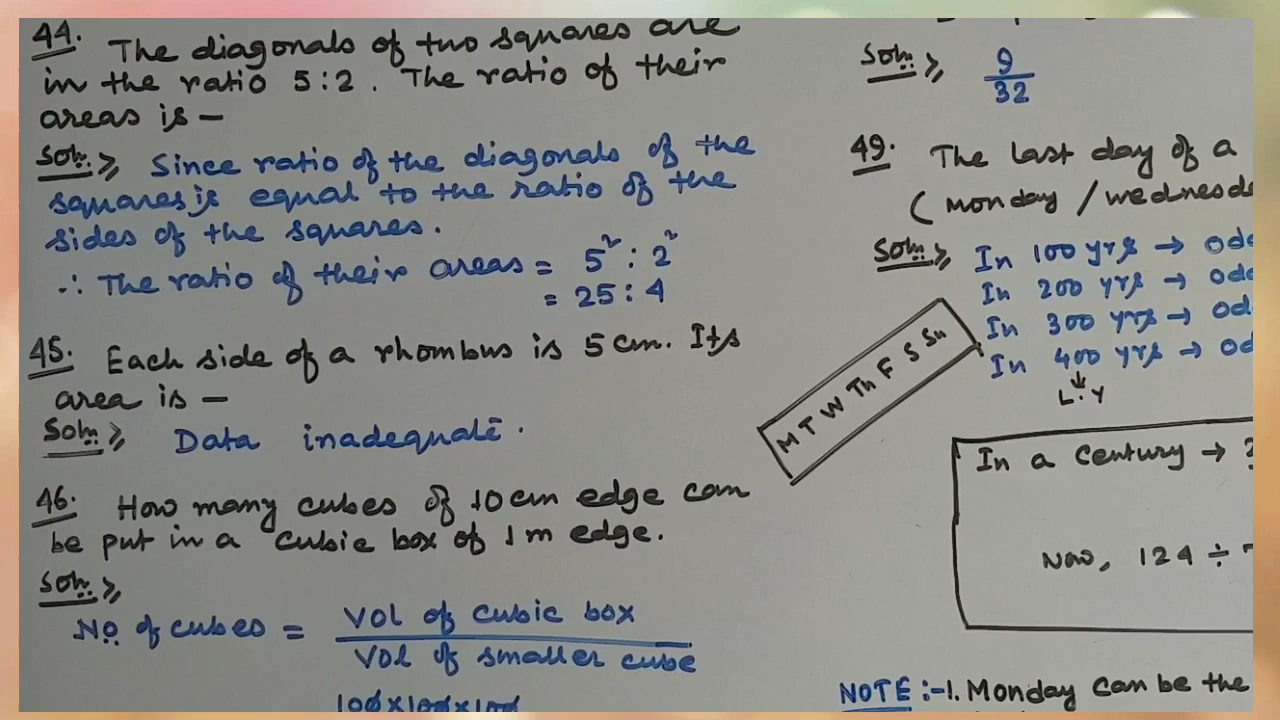 44. The diagonals of two squares are
in the ratio 5:2. The ratio of their
areas is —
Soln. ⇒ Since ratio of the diagonals of the
squares is equal to the ratio of the
sides of the squares.
∴ The ratio of their areas = 5² : 2²
= 25 : 4
45. Each side of a rhombus is 5 cm. Its
area is —
Soln. ⇒ Data inadequate.
46. How many cubes of 10 cm edge can
be put in a cubic box of 1 m edge.
Soln. ⇒
No. of cubes = Vol of cubic box
Vol of smaller cube
100×100×100
Soln. ⇒ 9
32
49. The last day of a
( Monday / Wednesd
Soln. ⇒ In 100 yrs → od
In 200 yrs → od
In 300 yrs → od
In 400 yrs → od
L.Y
M T W Th F S Su
In a century →
Now, 124 ÷
NOTE :- 1. Monday can be the